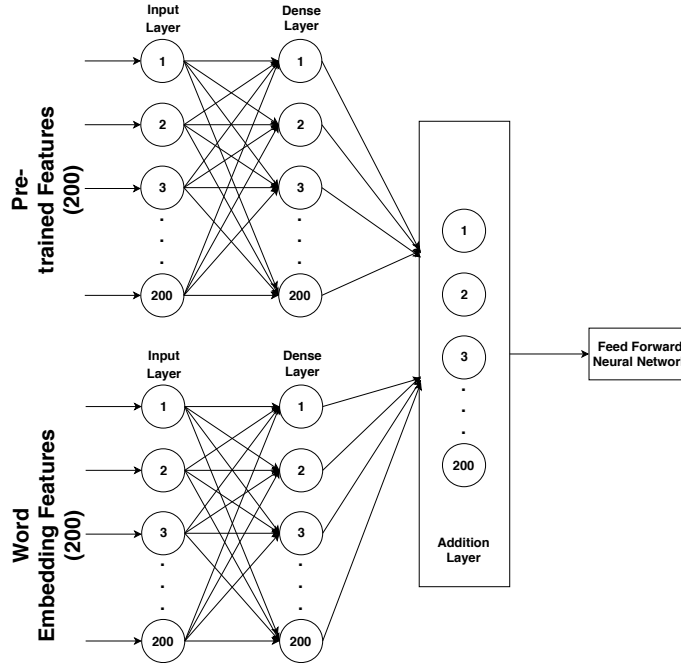 Pre-
trained Features
(200)
Input
Layer
1
2
3
.
.
.
200
Dense
Layer
1
2
3
.
.
.
200
Word
Embedding Features
(200)
Input
Layer
1
2
3
.
.
.
200
Dense
Layer
1
2
3
.
.
.
200
1
2
3
.
.
.
200
Addition
Layer
Feed Forward
Neural Network